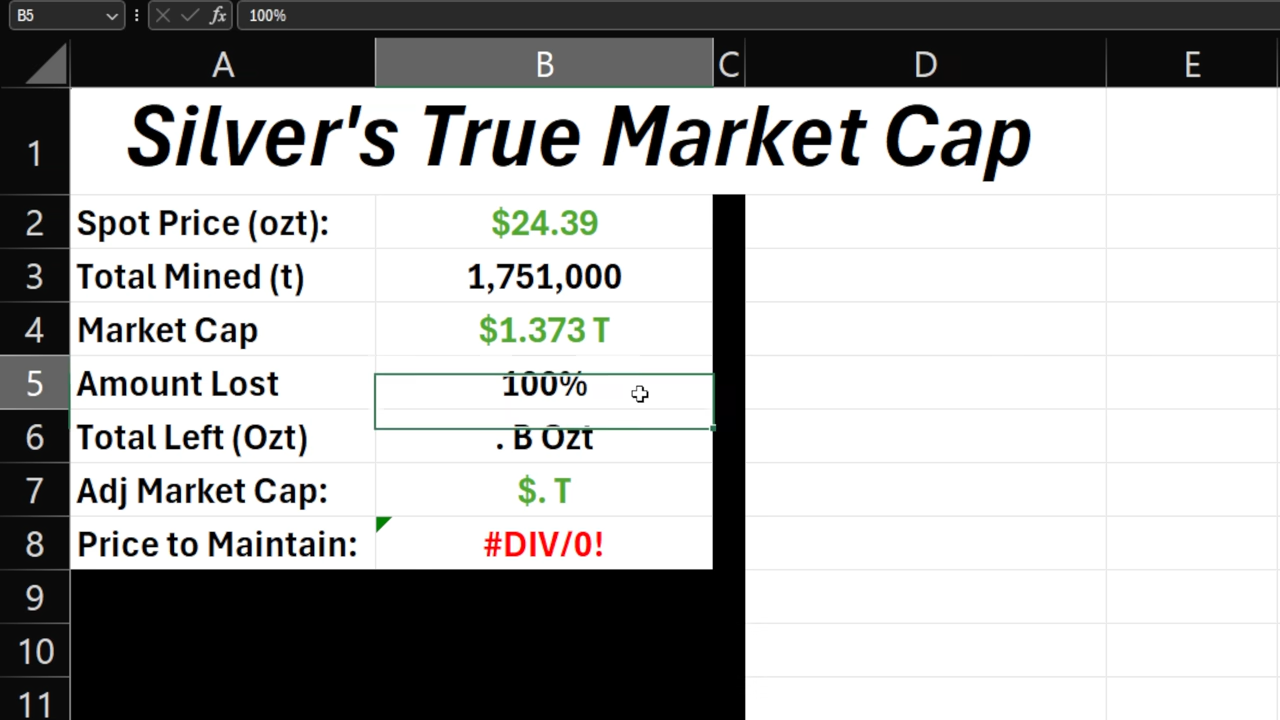 B5 fx 100%
A B C D E
1 Silver's True Market Cap
2 Spot Price (ozt): $24.39
3 Total Mined (t) 1,751,000
4 Market Cap $1.373 T
5 Amount Lost 100%
6 Total Left (Ozt) . B Ozt
7 Adj Market Cap: $. T
8 Price to Maintain: #DIV/0!
9
10
11